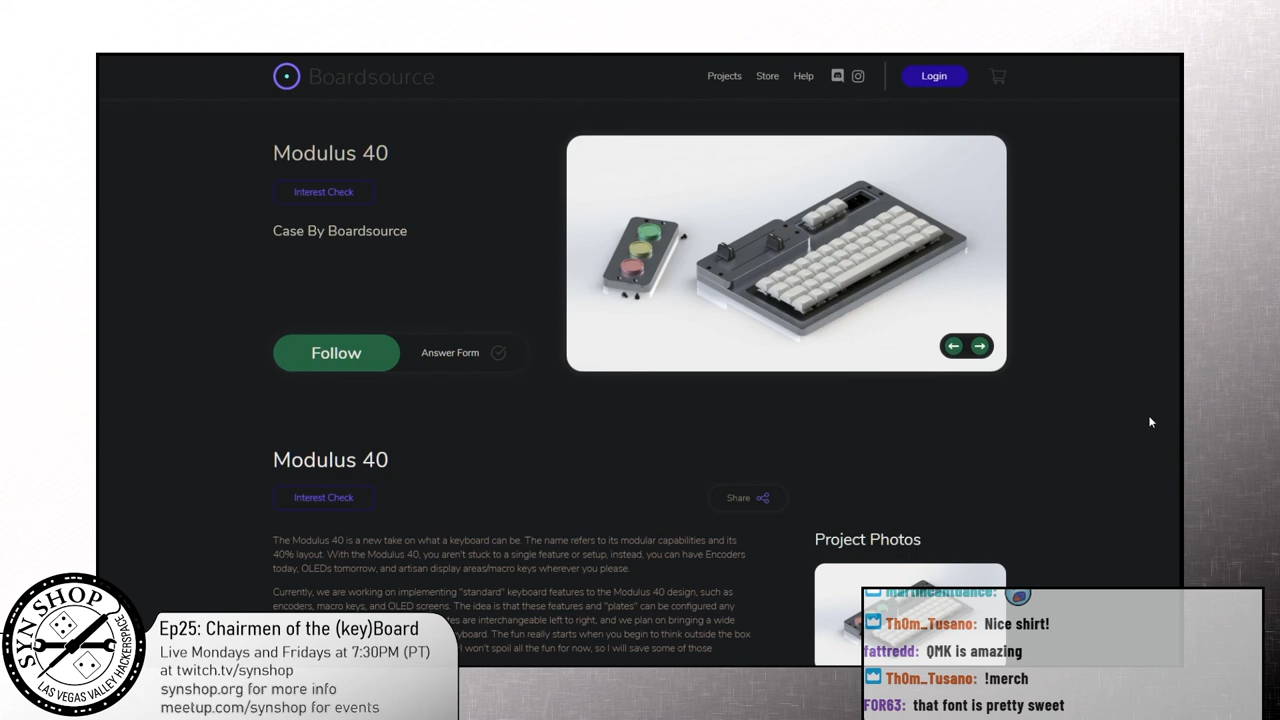 Boardsource
Projects Store Help Login
Modulus 40
Interest Check
Case By Boardsource
Follow
Answer Form
Modulus 40
Interest Check
Share
The Modulus 40 is a new take on what a keyboard can be. The name refers to its modular capabilities and its
40% layout. With the Modulus 40, you aren't stuck to a single feature or setup, instead, you can have Encoders
today, OLEDs tomorrow, and artisan display areas/macro keys wherever you please.
Currently, we are working on implementing "standard" keyboard features to the Modulus 40 design, such as
encoders, macro keys, and OLED screens. The idea is that these features and "plates" can be configured any
are interchangeable left to right, and we plan on bringing a wide
keyboard. The fun really starts when you begin to think outside the box
I won't spoil all the fun for now, so I will save some of those
Project Photos
SYN SHOP
LAS VEGAS VALLEY HACKERSPACE
Ep25: Chairmen of the (key)Board
Live Mondays and Fridays at 7:30PM (PT)
at twitch.tv/synshop
synshop.org for more info
meetup.com/synshop for events
Th0m_Tusano: Nice shirt!
fattredd: QMK is amazing
Th0m_Tusano: !merch
F0R63: that font is pretty sweet